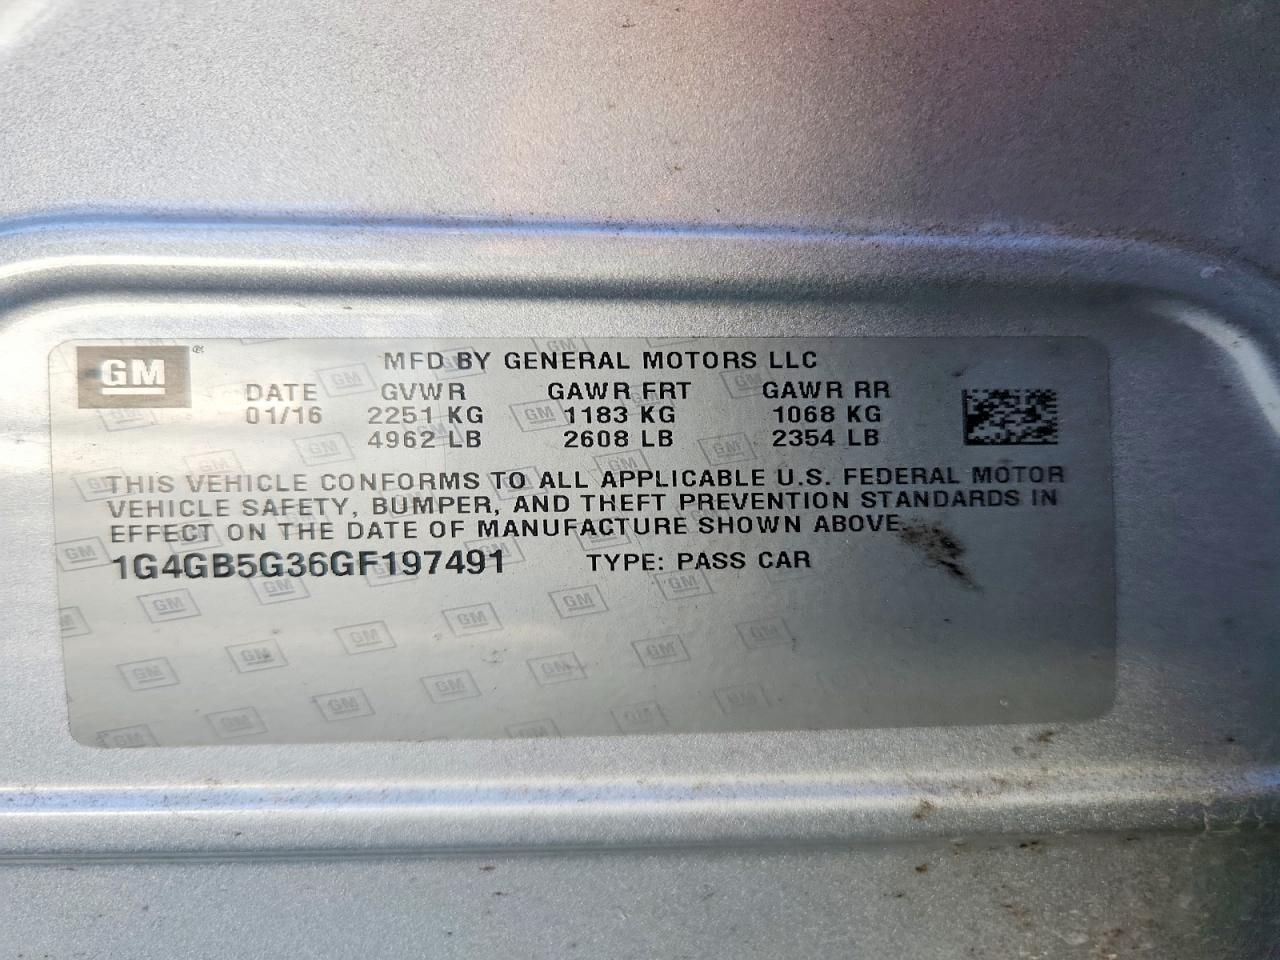 GM®
MFD BY GENERAL MOTORS LLC
DATE GVWR GAWR FRT GAWR RR
01/16 2251 KG 1183 KG 1068 KG
4962 LB 2608 LB 2354 LB
THIS VEHICLE CONFORMS TO ALL APPLICABLE U.S. FEDERAL MOTOR
VEHICLE SAFETY, BUMPER, AND THEFT PREVENTION STANDARDS IN
EFFECT ON THE DATE OF MANUFACTURE SHOWN ABOVE.
1G4GB5G36GF197491 TYPE: PASS CAR